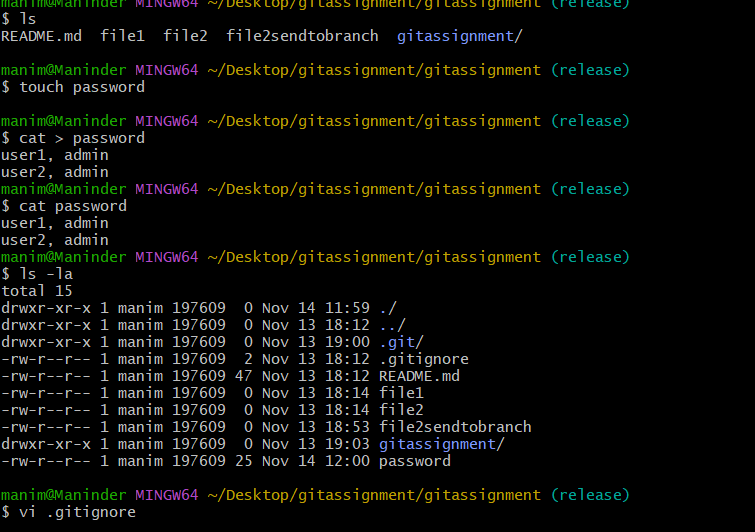 manim@Maninder MINGW64 ~/Desktop/gitassignment/gitassignment (release)
$ ls
README.md  file1  file2  file2sendtobranch  gitassignment/
manim@Maninder MINGW64 ~/Desktop/gitassignment/gitassignment (release)
$ touch password
manim@Maninder MINGW64 ~/Desktop/gitassignment/gitassignment (release)
$ cat > password
user1, admin
user2, admin
manim@Maninder MINGW64 ~/Desktop/gitassignment/gitassignment (release)
$ cat password
user1, admin
user2, admin
manim@Maninder MINGW64 ~/Desktop/gitassignment/gitassignment (release)
$ ls -la
total 15
drwxr-xr-x 1 manim 197609  0 Nov 14 11:59 ./
drwxr-xr-x 1 manim 197609  0 Nov 13 18:12 ../
drwxr-xr-x 1 manim 197609  0 Nov 13 19:00 .git/
-rw-r--r-- 1 manim 197609  2 Nov 13 18:12 .gitignore
-rw-r--r-- 1 manim 197609 47 Nov 13 18:12 README.md
-rw-r--r-- 1 manim 197609  0 Nov 13 18:14 file1
-rw-r--r-- 1 manim 197609  0 Nov 13 18:14 file2
-rw-r--r-- 1 manim 197609  0 Nov 13 18:53 file2sendtobranch
drwxr-xr-x 1 manim 197609  0 Nov 13 19:03 gitassignment/
-rw-r--r-- 1 manim 197609 25 Nov 14 12:00 password
manim@Maninder MINGW64 ~/Desktop/gitassignment/gitassignment (release)
$ vi .gitignore